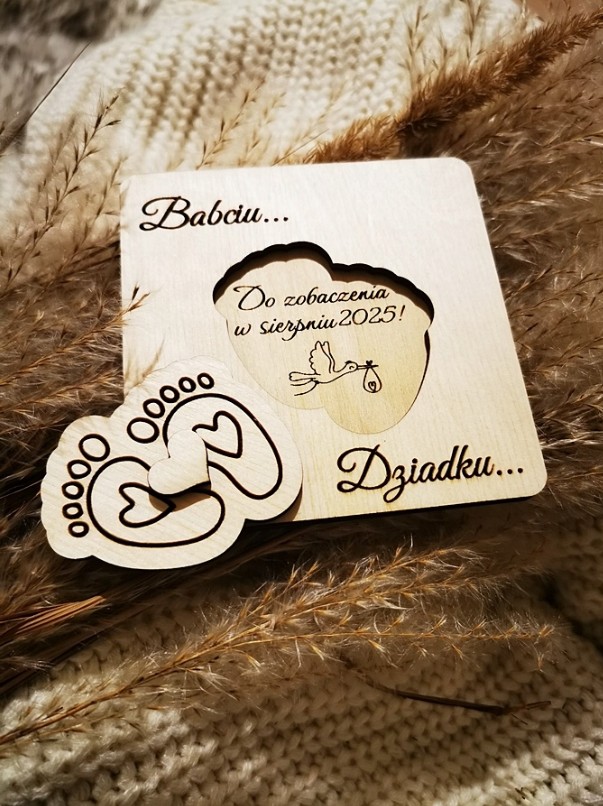 Babciu...
Do zobaczenia
w sierpniu 2025!
Dziadku...